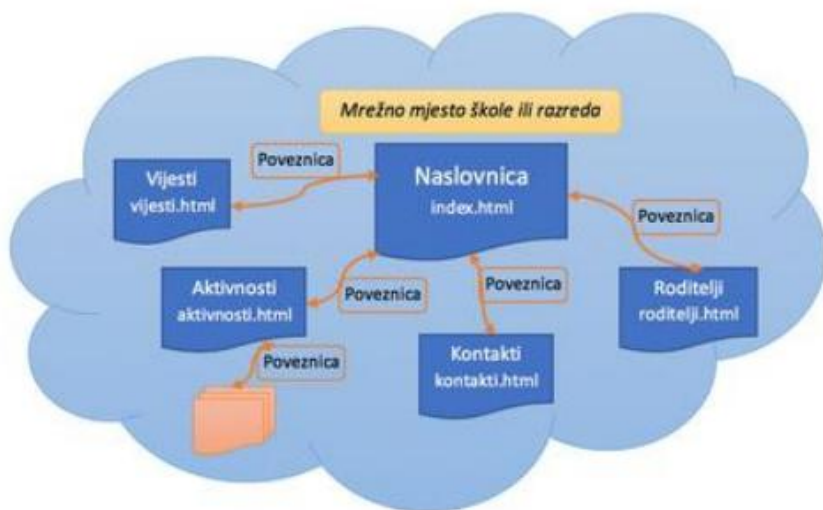 Mrežno mjesto škole ili razreda
Poveznica
Vijesti
vijesti.html
Naslovnica
index.html
Poveznica
Aktivnosti
aktivnosti.html
Poveznica
Poveznica
Roditelji
roditelji.html
Poveznica
Kontakti
kontakti.html